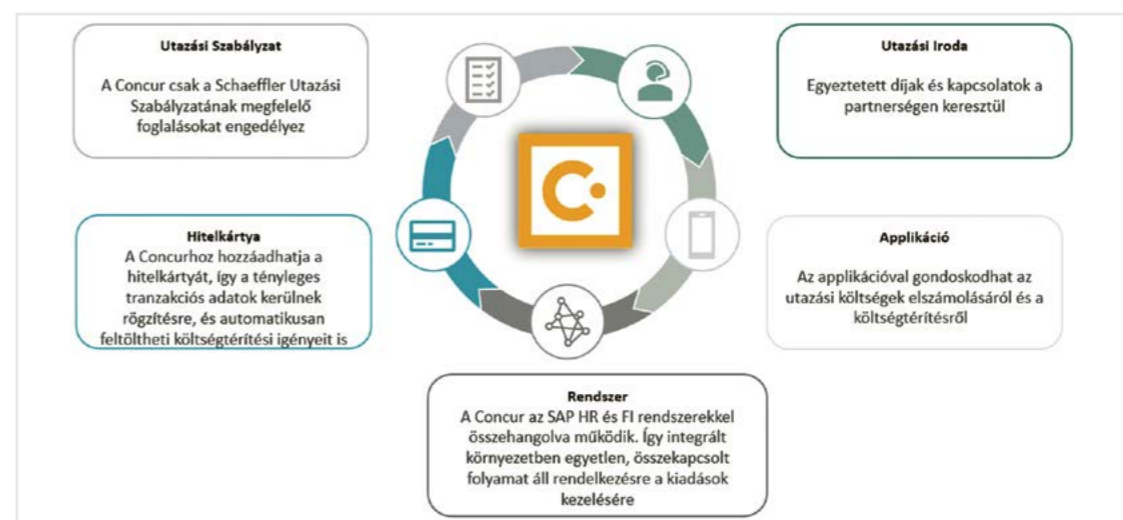 Utazási Szabályzat
A Concur csak a Schaeffler Utazási
Szabályzatának megfelelő
foglalásokat engedélyez
Utazási Iroda
Egyeztetett díjak és kapcsolatok a
partnerségen keresztül
Hitelkártya
A Concurhoz hozzáadhatja a
hitelkártyát, így a tényleges
tranzakciós adatok kerülnek
rögzítésre, és automatikusan
feltöltheti költségtérítési igényeit is
Applikáció
Az applikációval gondoskodhat az
utazási költségek elszámolásáról és a
költségtérítésről
Rendszer
A Concur az SAP HR és FI rendszerekkel
összehangolva működik. Így integrált
környezetben egyetlen, összekapcsolt
folyamat áll rendelkezésre a kiadások
kezelésére